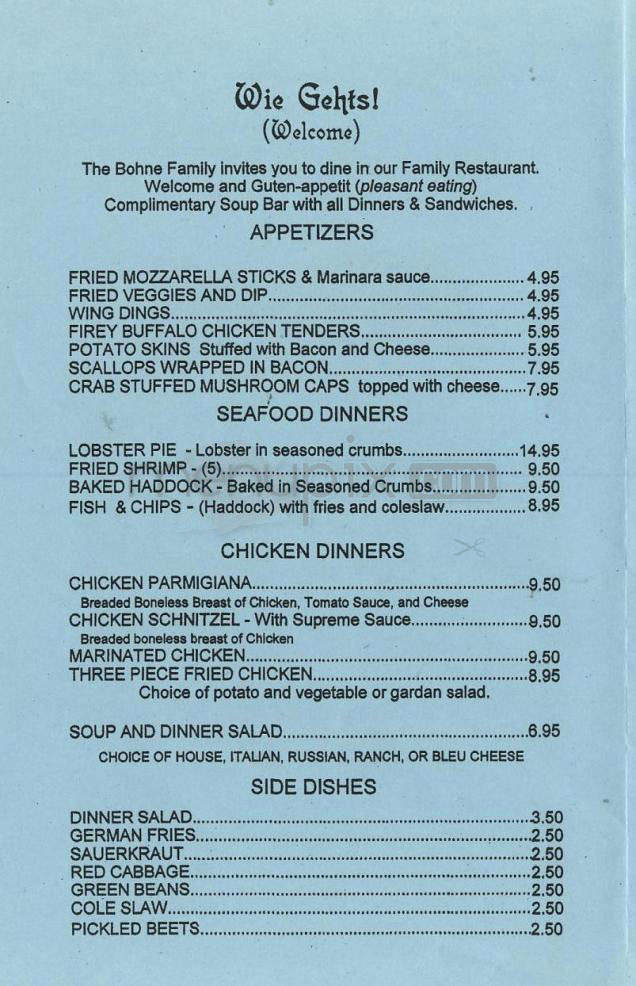 Wie Gehts!
(Welcome)
The Bohne Family invites you to dine in our Family Restaurant.
Welcome and Guten-appetit (pleasant eating)
Complimentary Soup Bar with all Dinners & Sandwiches.
APPETIZERS
FRIED MOZZARELLA STICKS & Marinara sauce......................4.95
FRIED VEGGIES AND DIP.............................................................4.95
WING DINGS....................................................................................4.95
FIREY BUFFALO CHICKEN TENDERS.......................................5.95
POTATO SKINS Stuffed with Bacon and Cheese......................5.95
SCALLOPS WRAPPED IN BACON...............................................7.95
CRAB STUFFED MUSHROOM CAPS topped with cheese......7.95
SEAFOOD DINNERS
LOBSTER PIE - Lobster in seasoned crumbs...........................14.95
FRIED SHRIMP - (5).......................................................................9.50
BAKED HADDOCK - Baked in Seasoned Crumbs......................9.50
FISH & CHIPS - (Haddock) with fries and coleslaw...................8.95
menupix.com
CHICKEN DINNERS
CHICKEN PARMIGIANA..................................................................9.50
Breaded Boneless Breast of Chicken, Tomato Sauce, and Cheese
CHICKEN SCHNITZEL - With Supreme Sauce............................9.50
Breaded boneless breast of Chicken
MARINATED CHICKEN...................................................................9.50
THREE PIECE FRIED CHICKEN...................................................8.95
Choice of potato and vegetable or gardan salad.
SOUP AND DINNER SALAD..........................................................6.95
CHOICE OF HOUSE, ITALIAN, RUSSIAN, RANCH, OR BLEU CHEESE
SIDE DISHES
DINNER SALAD................................................................................3.50
GERMAN FRIES...............................................................................2.50
SAUERKRAUT..................................................................................2.50
RED CABBAGE................................................................................2.50
GREEN BEANS................................................................................2.50
COLE SLAW.....................................................................................2.50
PICKLED BEETS..............................................................................2.50